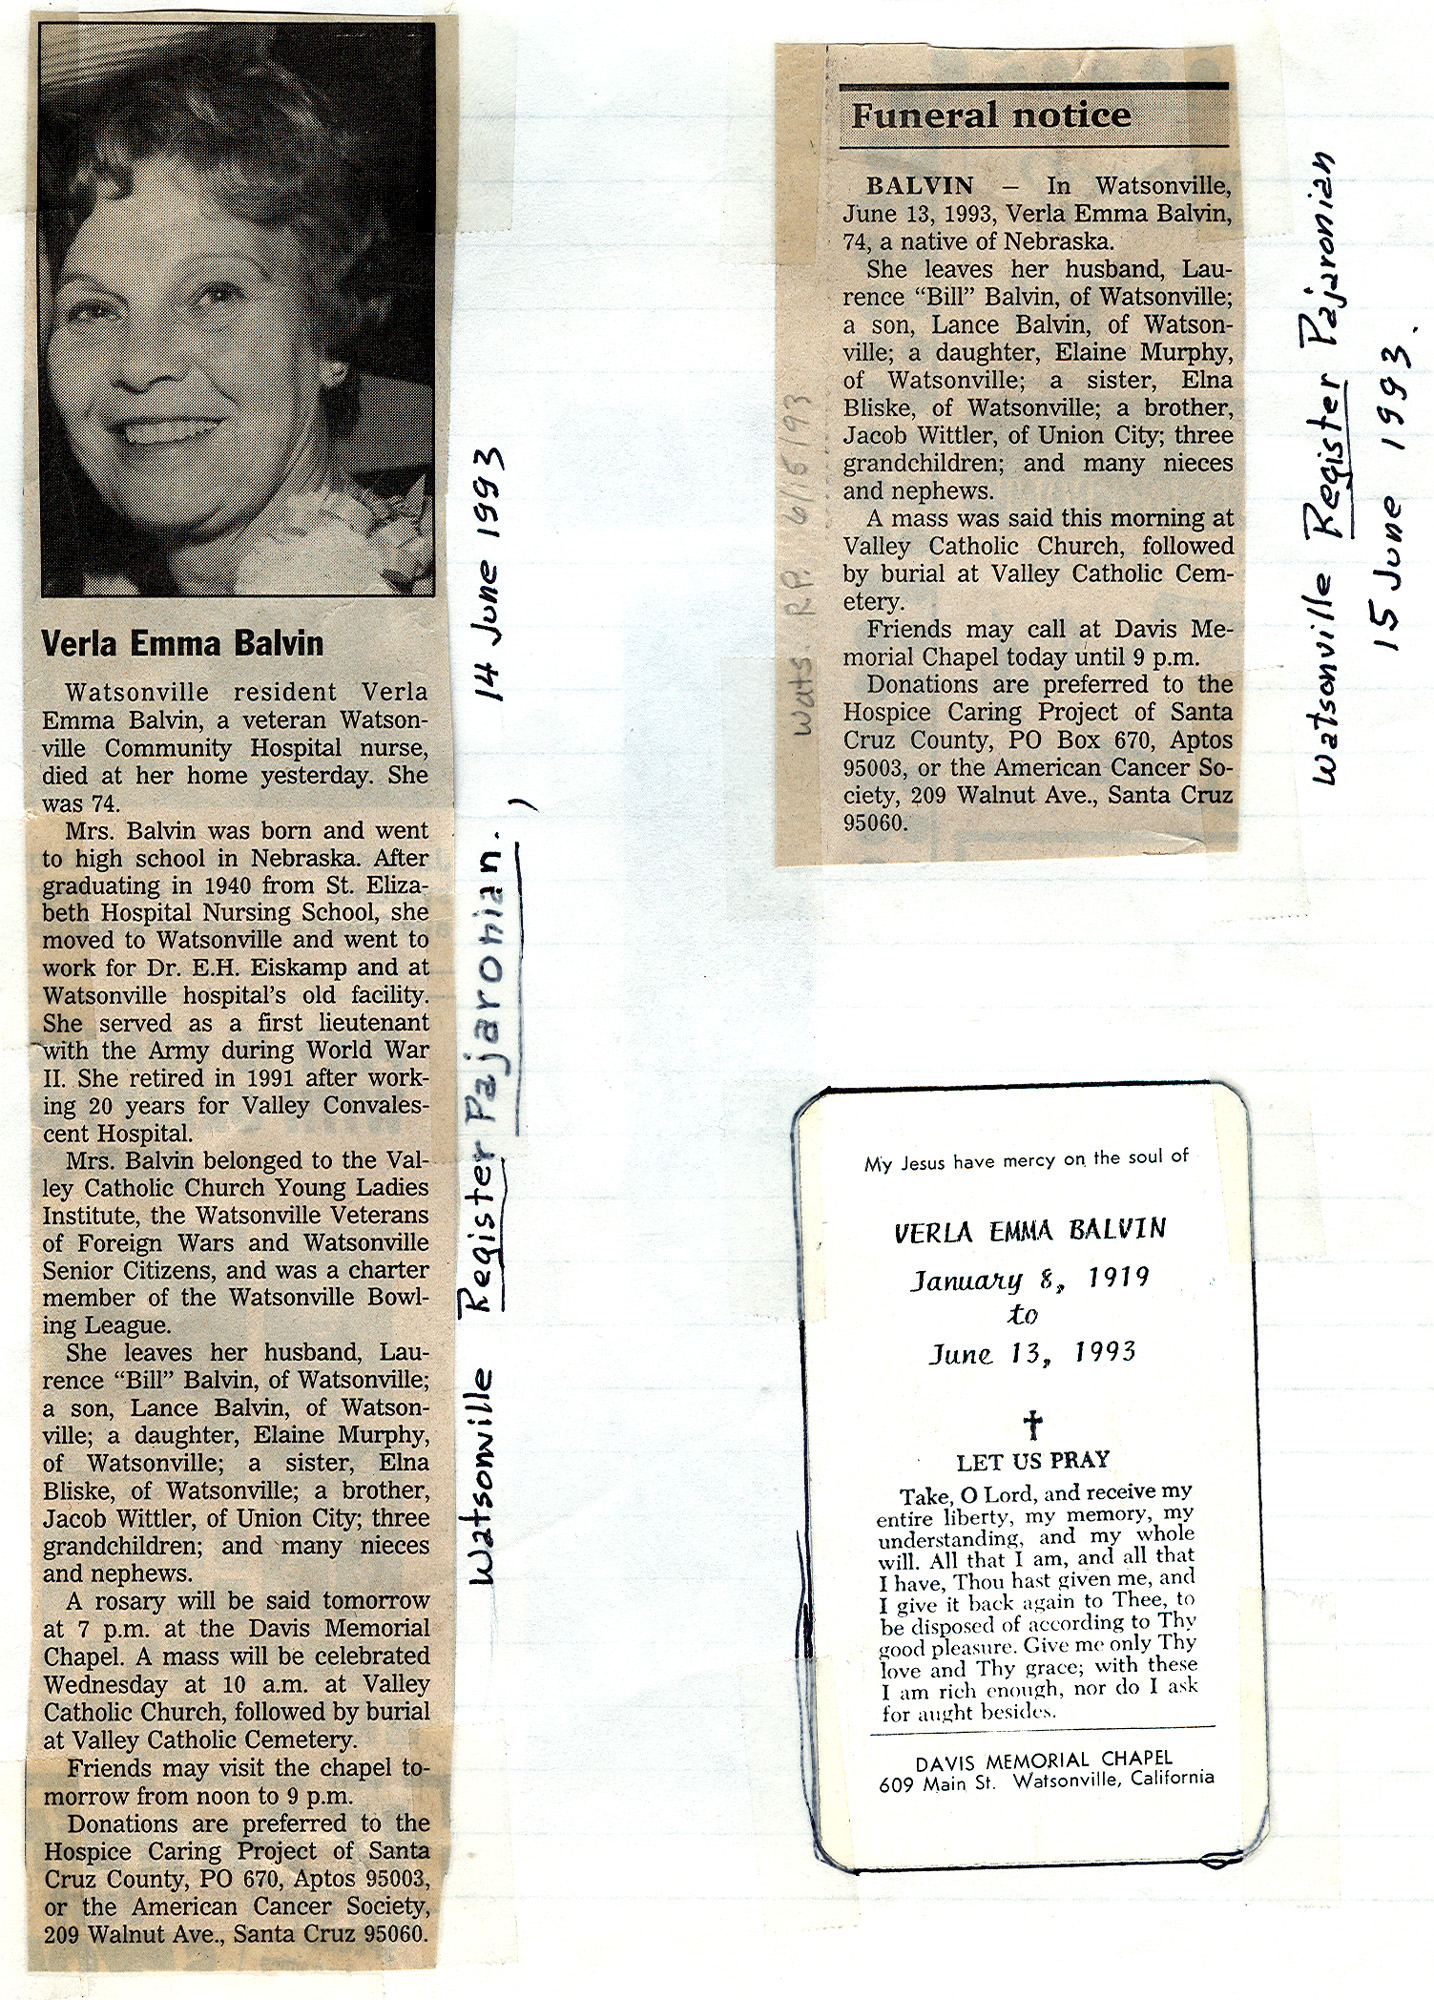 Verla Emma Balvin
Watsonville resident Verla
Emma Balvin, a veteran Watson-
ville Community Hospital nurse,
died at her home yesterday. She
was 74.
Mrs. Balvin was born and went
to high school in Nebraska. After
graduating in 1940 from St. Eliza-
beth Hospital Nursing School, she
moved to Watsonville and went to
work for Dr. E.H. Eiskamp and at
Watsonville hospital's old facility.
She served as a first lieutenant
with the Army during World War
II. She retired in 1991 after work-
ing 20 years for Valley Convales-
cent Hospital.
Mrs. Balvin belonged to the Val-
ley Catholic Church Young Ladies
Institute, the Watsonville Veterans
of Foreign Wars and Watsonville
Senior Citizens, and was a charter
member of the Watsonville Bowl-
ing League.
She leaves her husband, Lau-
rence “Bill” Balvin, of Watsonville;
a son, Lance Balvin, of Watson-
ville; a daughter, Elaine Murphy,
of Watsonville; a sister, Elna
Bliske, of Watsonville; a brother,
Jacob Wittler, of Union City; three
grandchildren; and many nieces
and nephews.
A rosary will be said tomorrow
at 7 p.m. at the Davis Memorial
Chapel. A mass will be celebrated
Wednesday at 10 a.m. at Valley
Catholic Church, followed by burial
at Valley Catholic Cemetery.
Friends may visit the chapel to-
morrow from noon to 9 p.m.
Donations are preferred to the
Hospice Caring Project of Santa
Cruz County, PO 670, Aptos 95003,
or the American Cancer Society,
209 Walnut Ave., Santa Cruz 95060.
Watsonville Register Pajaronian., 14 June 1993
Funeral notice
BALVIN – In Watsonville,
June 13, 1993, Verla Emma Balvin,
74, a native of Nebraska.
She leaves her husband, Lau-
rence “Bill” Balvin, of Watsonville;
a son, Lance Balvin, of Watson-
ville; a daughter, Elaine Murphy,
of Watsonville; a sister, Elna
Bliske, of Watsonville; a brother,
Jacob Wittler, of Union City; three
grandchildren; and many nieces
and nephews.
A mass was said this morning at
Valley Catholic Church, followed
by burial at Valley Catholic Cem-
etery.
Friends may call at Davis Me-
morial Chapel today until 9 p.m.
Donations are preferred to the
Hospice Caring Project of Santa
Cruz County, PO Box 670, Aptos
95003, or the American Cancer So-
ciety, 209 Walnut Ave., Santa Cruz
95060.
Wats. R.P. 6/15/93
Watsonville Register Pajaronian
15 June 1993.
My Jesus have mercy on the soul of
VERLA EMMA BALVIN
January 8, 1919
to
June 13, 1993
LET US PRAY
Take, O Lord, and receive my
entire liberty, my memory, my
understanding, and my whole
will. All that I am, and all that
I have, Thou hast given me, and
I give it back again to Thee, to
be disposed of according to Thy
good pleasure. Give me only Thy
love and Thy grace; with these
I am rich enough, nor do I ask
for aught besides.
DAVIS MEMORIAL CHAPEL
609 Main St. Watsonville, California